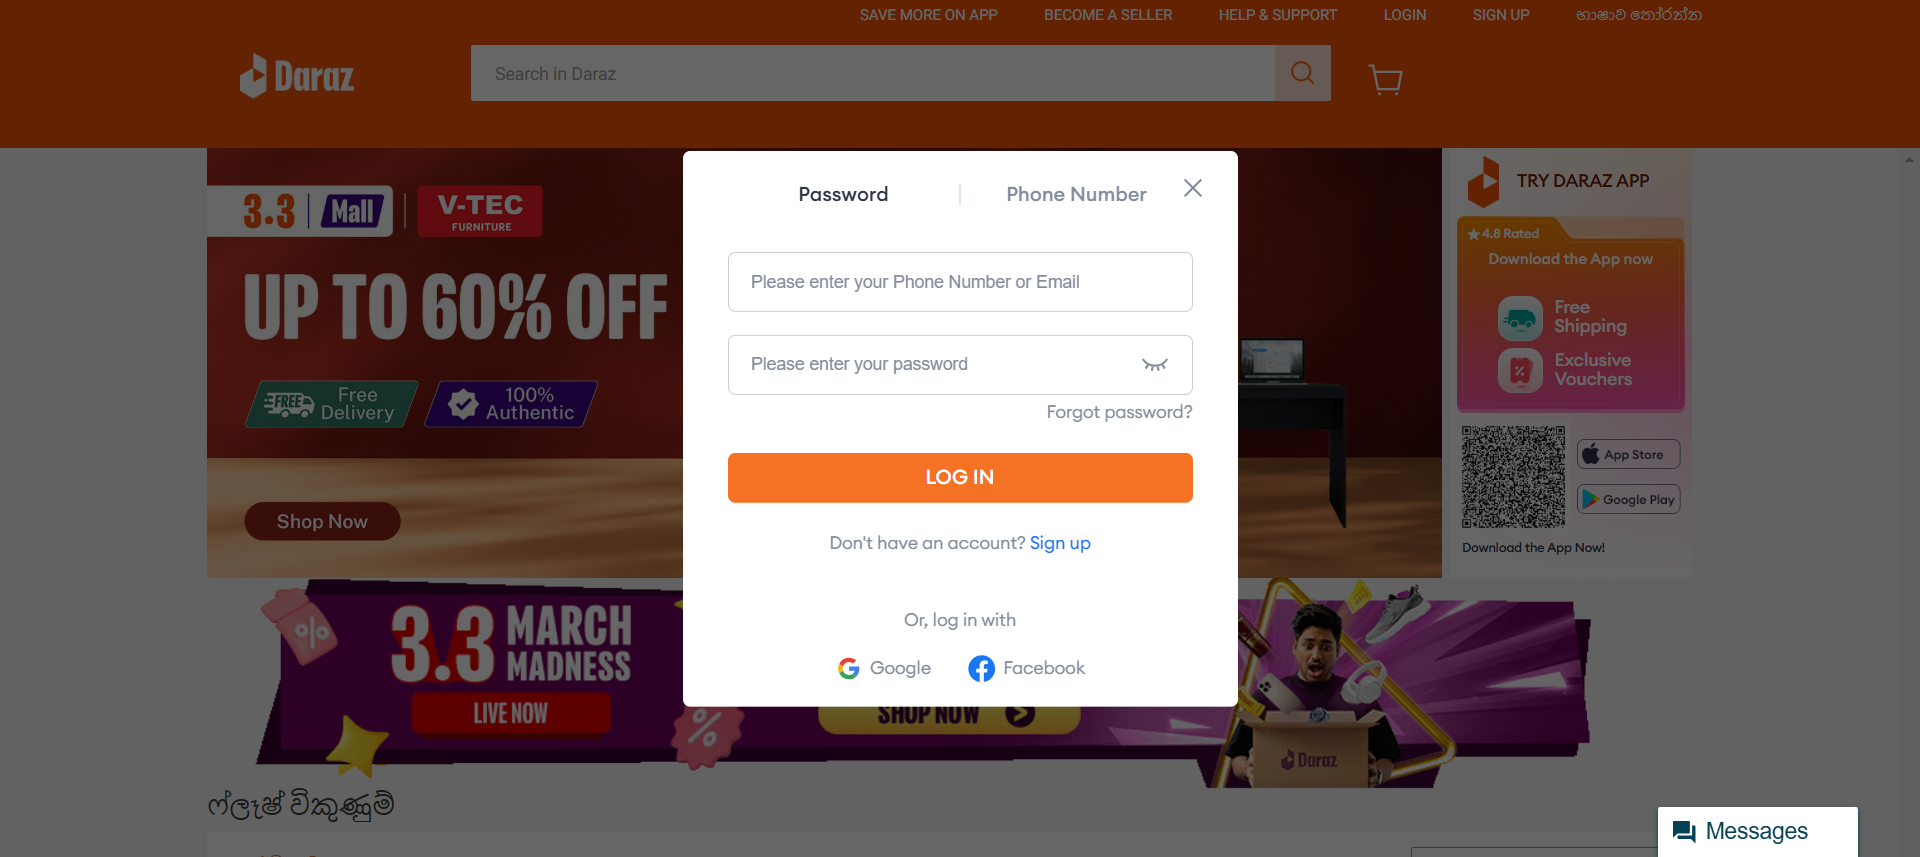 SAVE MORE ON APP
BECOME A SELLER
HELP & SUPPORT
LOGIN
SIGN UP
භාෂාව තෝරන්න
Daraz
Search in Daraz
3.3 Mall
V-TEC
FURNITURE
UP TO 60% OFF
FREE
Free
Delivery
100%
Authentic
Shop Now
Password
Phone Number
Please enter your Phone Number or Email
Please enter your password
Forgot password?
LOG IN
Don't have an account? Sign up
Or, log in with
Google
Facebook
TRY DARAZ APP
4.8 Rated
Download the App now
Free
Shipping
Exclusive
Vouchers
App Store
Google Play
Download the App Now!
3.3 MARCH
MADNESS
LIVE NOW
SHOP NOW
Daraz
ෆ්ලෑෂ් විකුණුම්
Messages